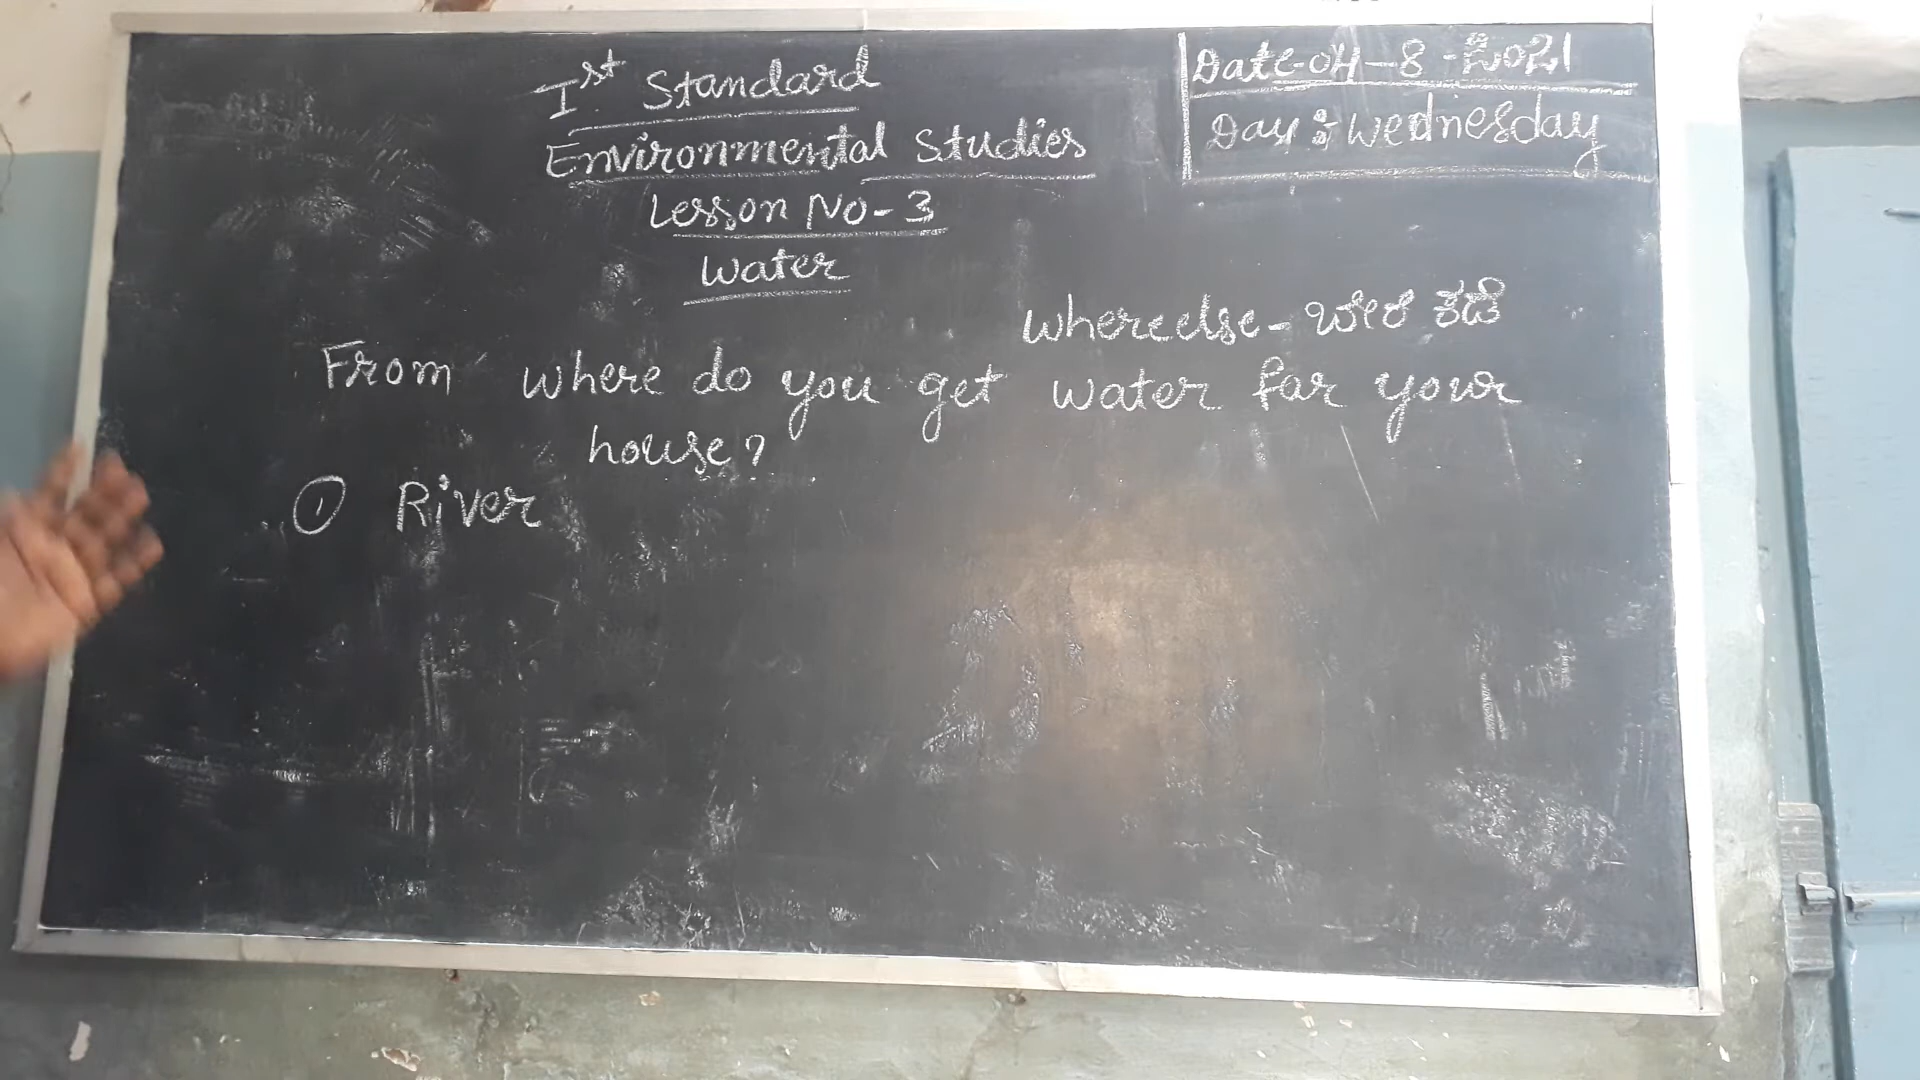 Ist Standard
Environmental Studies
Lesson No-3
Water
Date-04-8-2021
Day:-Wednesday
whereelse- ಬೇರೆ ಕಡೆ
From where do you get water for your
house?
① River